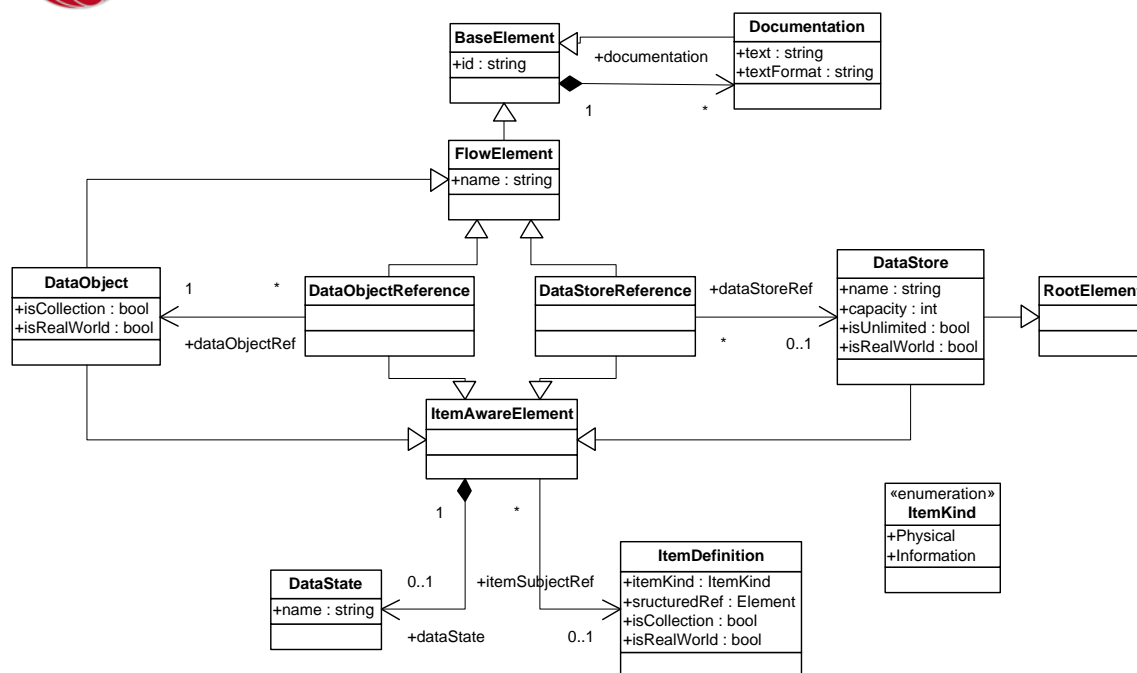 BaseElement
+id : string
+documentation
1
*
Documentation
+text : string
+textFormat : string
FlowElement
+name : string
DataObject
+isCollection : bool
+isRealWorld : bool
1
*
+dataObjectRef
DataObjectReference
DataStoreReference
+dataStoreRef
*
0..1
DataStore
+name : string
+capacity : int
+isUnlimited : bool
+isRealWorld : bool
RootElement
ItemAwareElement
1
*
0..1
+dataState
DataState
+name : string
+itemSubjectRef
0..1
ItemDefinition
+itemKind : ItemKind
+sructuredRef : Element
+isCollection : bool
+isRealWorld : bool
«enumeration»
ItemKind
+Physical
+Information